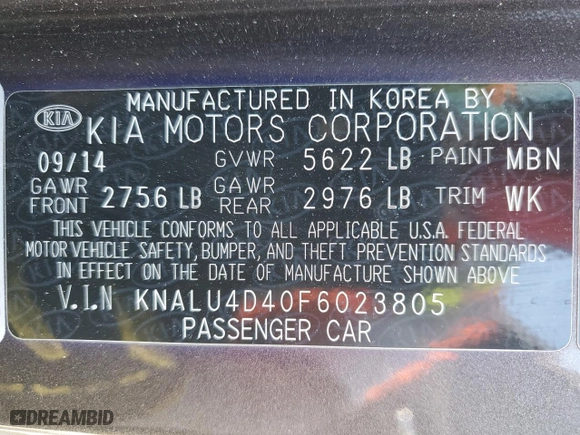 MANUFACTURED IN KOREA BY
KIA KIA MOTORS CORPORATION
09/14 GVWR 5622 LB PAINT MBN
GAWR FRONT 2756 LB GAWR REAR 2976 LB TRIM WK
THIS VEHICLE CONFORMS TO ALL APPLICABLE U.S.A. FEDERAL
MOTOR VEHICLE SAFETY, BUMPER, AND THEFT PREVENTION STANDARDS
IN EFFECT ON THE DATE OF MANUFACTURE SHOWN ABOVE
V.I.N KNALU4D40F6023805
PASSENGER CAR
DREAMBID